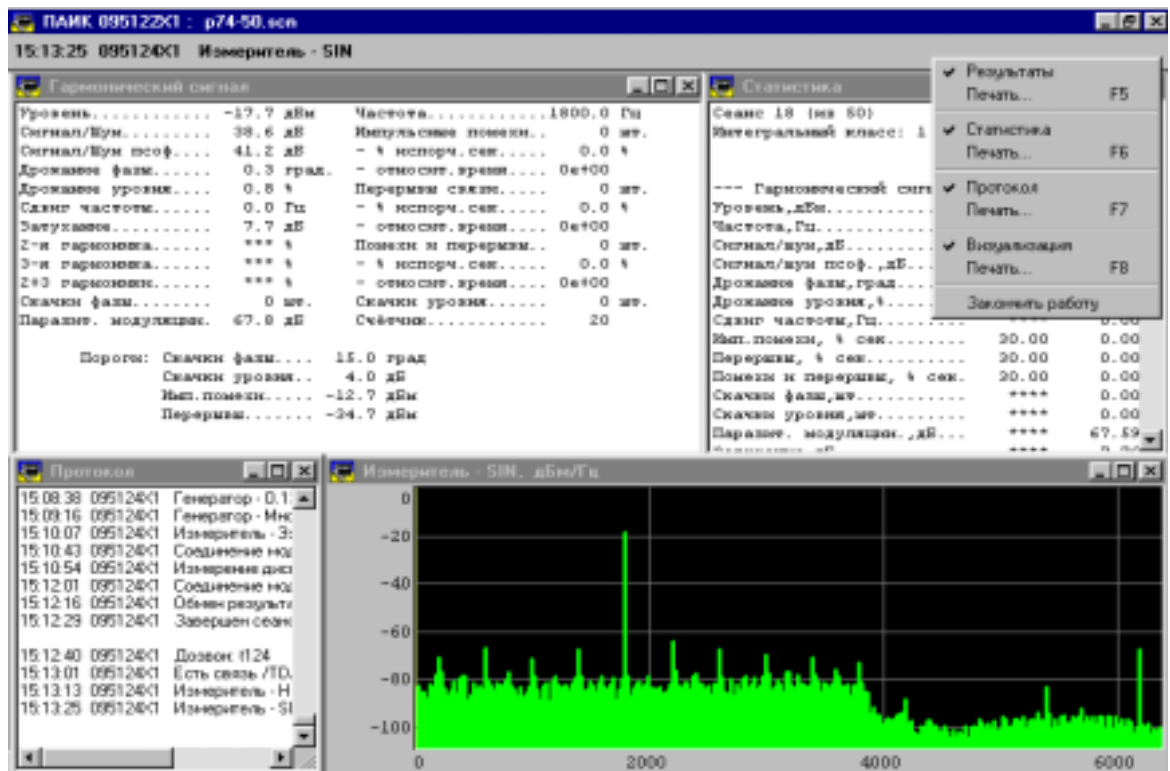 ПАИК 095122X1 : p74-50.scn
15:13:25 095124X1 Измеритель - SIN
Гармонический сигнал
Уровень............ -17.7 дБм Частота.............1800.0 Гц
Сигнал/Шум......... 38.6 дБ Импульсные помехи.. 0 шт.
Сигнал/Шум псоф.... 41.2 дБ - % испорч.сек..... 0.0 %
Дрожание фазы...... 0.3 град. - относит.время.... 0e+00
Дрожание уровня.... 0.8 % Перерывы связи..... 0 шт.
Сдвиг частоты...... 0.0 Гц - % испорч.сек..... 0.0 %
Затухание.......... 7.7 дБ - относит.время.... 0e+00
2-я гармоника...... *** % Помехи и перерывы.. 0 шт.
3-я гармоника...... *** % - % испорч.сек..... 0.0 %
2+3 гармоники...... *** % - относит.время.... 0e+00
Скачки фазы........ 0 шт. Скачки уровня...... 0 шт.
Паразит. модуляция. 67.8 дБ Счётчик............ 20
Пороги: Скачки фазы.... 15.0 град
Скачки уровня.. 4.0 дБ
Имп.помехи..... -12.7 дБм
Перерывы....... -34.7 дБм
Статистика
Сеанс 18 (из 50)
Интегральный класс: 1
--- Гармонический сигн
Уровень,дБм
Частота,Гц
Сигнал/шум,дБ
Сигнал/шум псоф.,дБ
Дрожание фазы,град
Дрожание уровня,%
Сдвиг частоты,Гц **** 0.00
Имп.помехи, % сек 30.00 0.00
Перерывы, % сек 30.00 0.00
Помехи и перерывы, % сек. 30.00 0.00
Скачки фазы,шт **** 0.00
Скачки уровня,шт **** 0.00
Паразит. модуляция.,дБ... **** 67.59
Результаты
Печать... F5
Статистика
Печать... F6
Протокол
Печать... F7
Визуализация
Печать... F8
Закончить работу
Протокол
15:08:38 095124X1 Генератор - О.1
15:09:16 095124X1 Генератор - Мно
15:10:07 095124X1 Измеритель - Э
15:10:43 095124X1 Соединение мод
15:10:54 095124X1 Измерение дис
15:12:01 095124X1 Соединение мод
15:12:16 095124X1 Обмен результа
15:12:29 095124X1 Завершен сеанс
15:12:40 095124X1 Дозвон: t124
15:13:01 095124X1 Есть связь /TD.
15:13:13 095124X1 Измеритель - Н
15:13:25 095124X1 Измеритель - SI
Измеритель - SIN, дБм/Гц
0
-20
-40
-60
-80
-100
0 2000 4000 6000